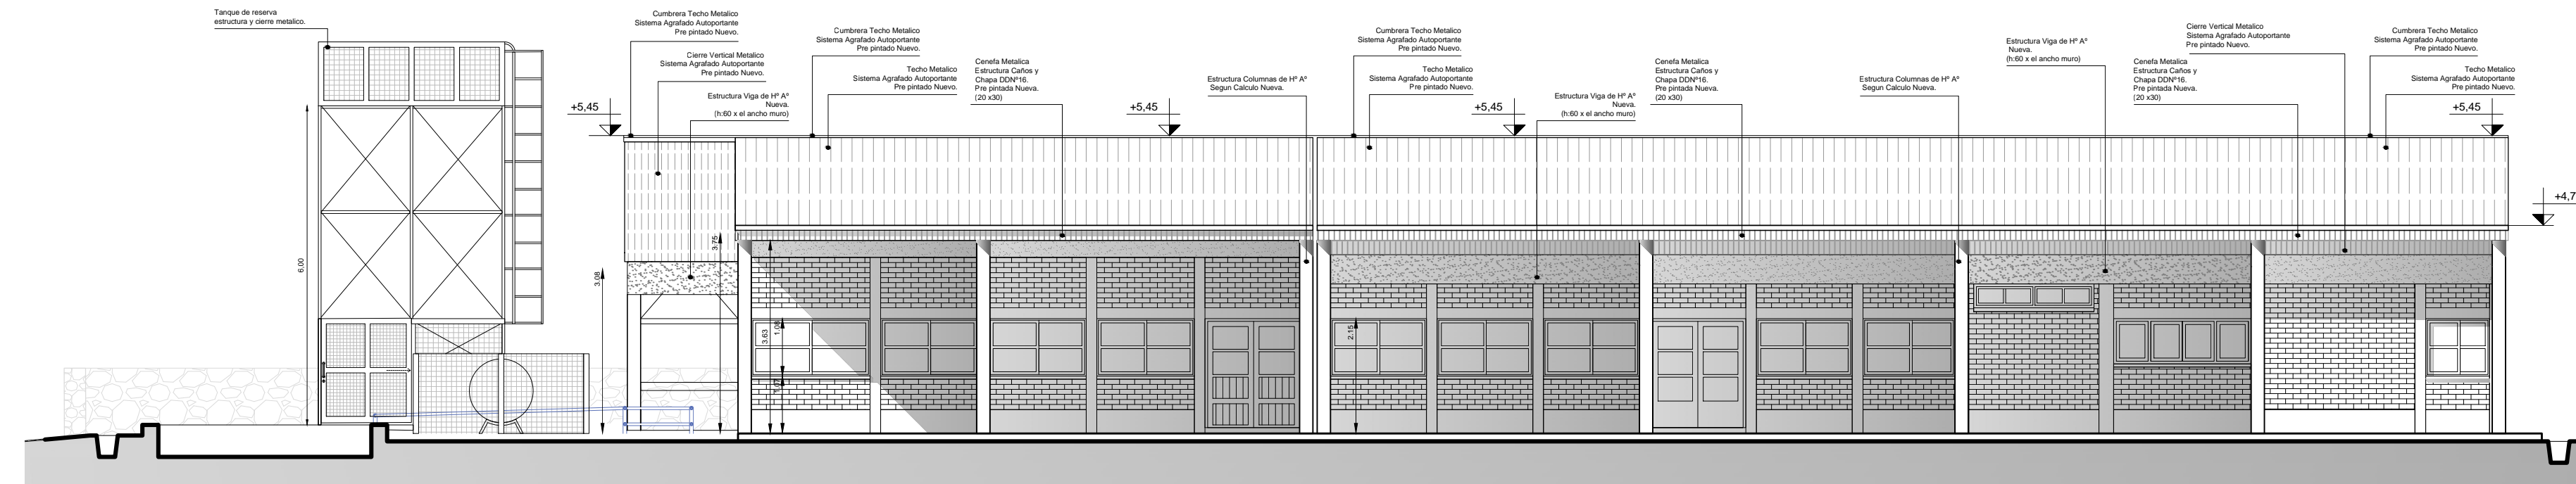 Tanque de reserva
estructura y cierre metalico.
Cumbrera Techo Metalico
Sistema Agrafado Autoportante
Pre pintado Nuevo.
Cierre Vertical Metalico
Sistema Agrafado Autoportante
Pre pintado Nuevo.
Estructura Viga de Hº Aº
Nueva.
(h:60 x el ancho muro)
+5,45
Cumbrera Techo Metalico
Sistema Agrafado Autoportante
Pre pintado Nuevo.
Techo Metalico
Sistema Agrafado Autoportante
Pre pintado Nuevo.
Cenefa Metalica
Estructura Caños y
Chapa DDNº16.
Pre pintada Nueva.
(20 x30)
+5,45
Estructura Columnas de Hº Aº
Segun Calculo Nueva.
Cumbrera Techo Metalico
Sistema Agrafado Autoportante
Pre pintado Nuevo.
Techo Metalico
Sistema Agrafado Autoportante
Pre pintado Nuevo.
+5,45
Estructura Viga de Hº Aº
Nueva.
(h:60 x el ancho muro)
Cenefa Metalica
Estructura Caños y
Chapa DDNº16.
Pre pintada Nueva.
(20 x30)
Estructura Columnas de Hº Aº
Segun Calculo Nueva.
Estructura Viga de Hº Aº
Nueva.
(h:60 x el ancho muro)
Cenefa Metalica
Estructura Caños y
Chapa DDNº16.
Pre pintada Nueva.
(20 x30)
Cierre Vertical Metalico
Sistema Agrafado Autoportante
Pre pintado Nuevo.
Cumbrera Techo Metalico
Sistema Agrafado Autoportante
Pre pintado Nuevo.
Techo Metalico
Sistema Agrafado Autoportante
Pre pintado Nuevo.
+5,45
+4,7
6,00
3.08
3.75
3.63
2.15